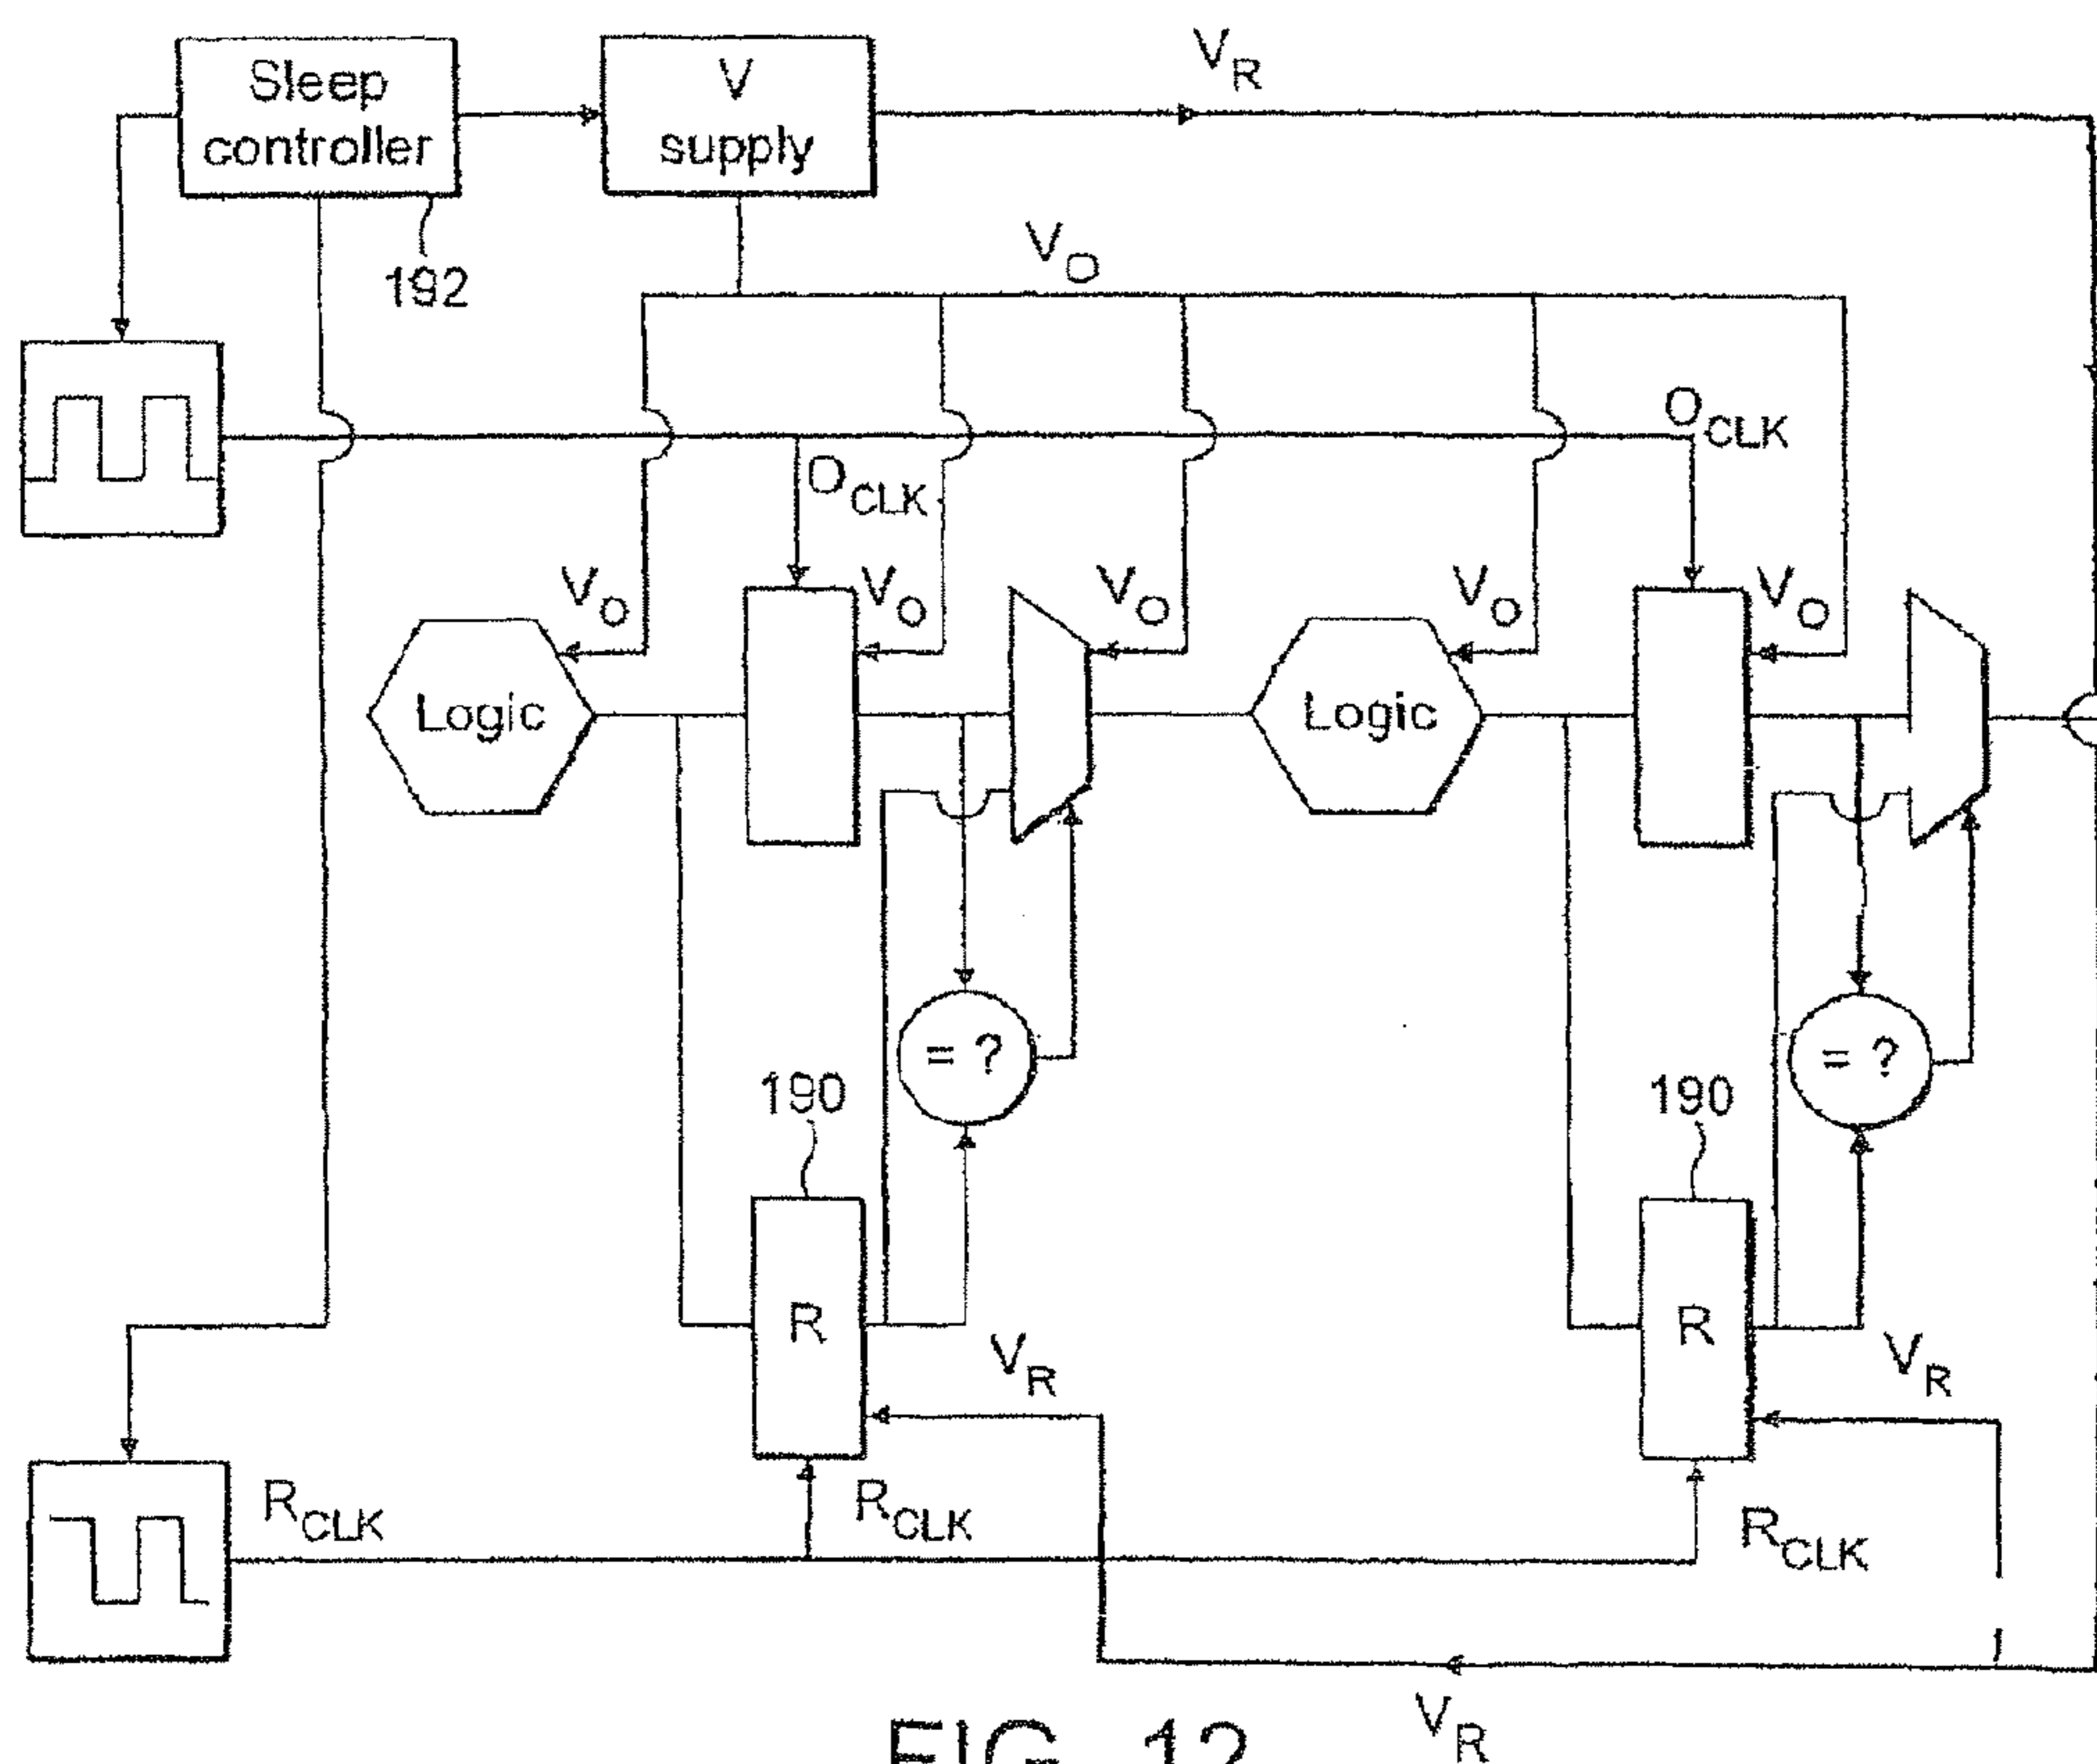 Sleep
controller
192
V
supply
V_R
V_O
O_CLK
O_CLK
V_O
V_O
V_O
V_O
V_O
Logic
Logic
= ?
= ?
190
190
R
R
V_R
V_R
R_CLK
R_CLK
R_CLK
V_R
FIG. 12